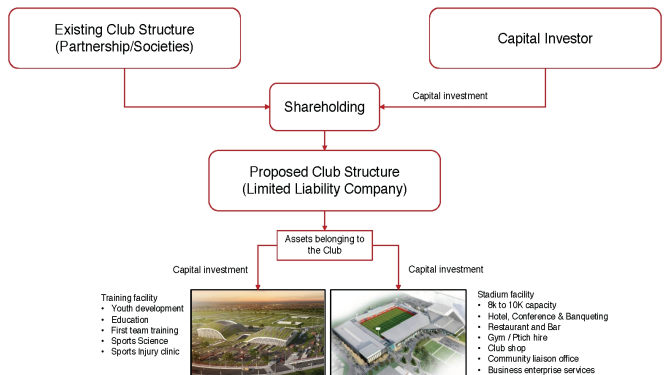 Existing Club Structure
(Partnership/Societies)
Capital Investor
Capital investment
Shareholding
Proposed Club Structure
(Limited Liability Company)
Assets belonging to
the Club
Capital investment
Capital investment
Training facility
• Youth development
• Education
• First team training
• Sports Science
• Sports Injury clinic
Stadium facility
• 8k to 10K capacity
• Hotel, Conference & Banqueting
• Restaurant and Bar
• Gym / Ptich hire
• Club shop
• Community liaison office
• Business enterprise services